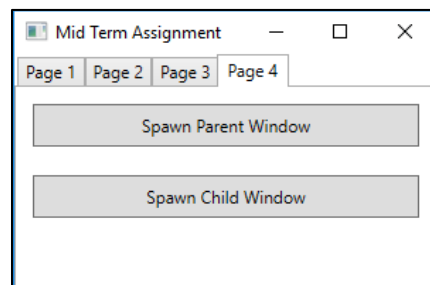 Mid Term Assignment
Page 1 Page 2 Page 3 Page 4
Spawn Parent Window
Spawn Child Window